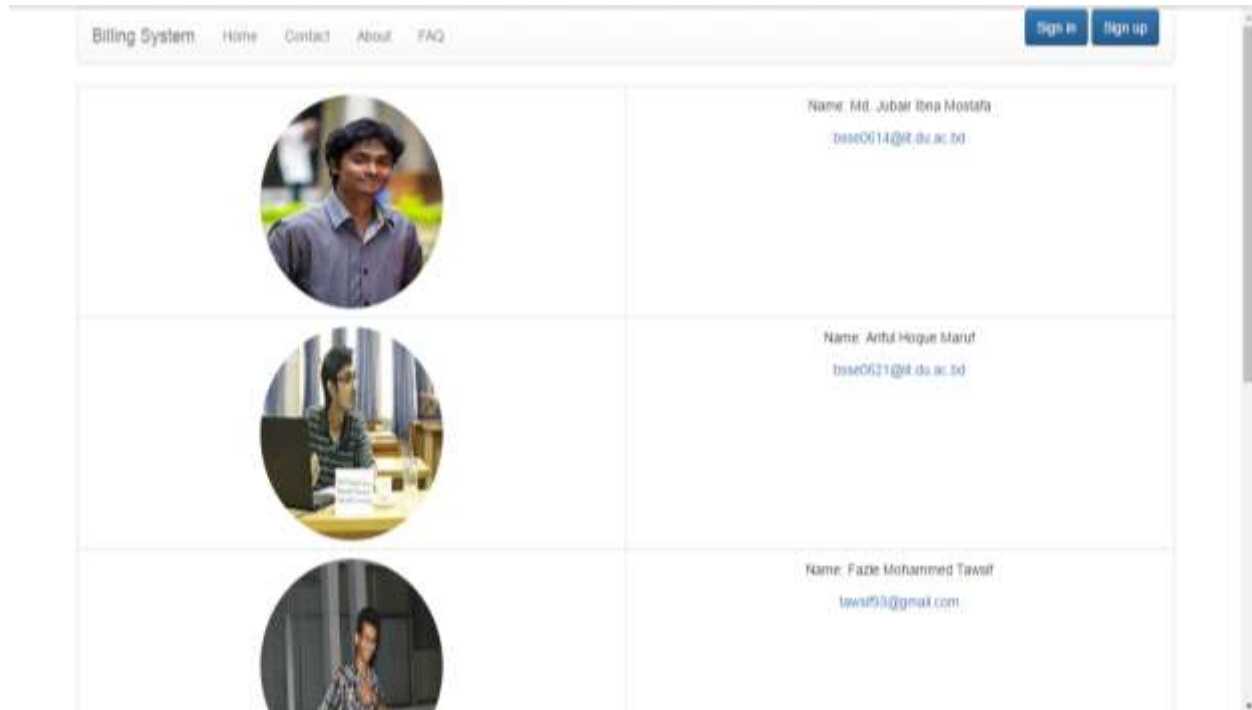 Billing System Home Contact About FAQ
Sign in Sign up
Name: Md. Jubair Ibna Mostafa
bsse0614@iit.du.ac.bd
Name: Ariful Hoque Maruf
bsse0621@iit.du.ac.bd
Name: Fazle Mohammed Tawsif
tawsif93@gmail.com